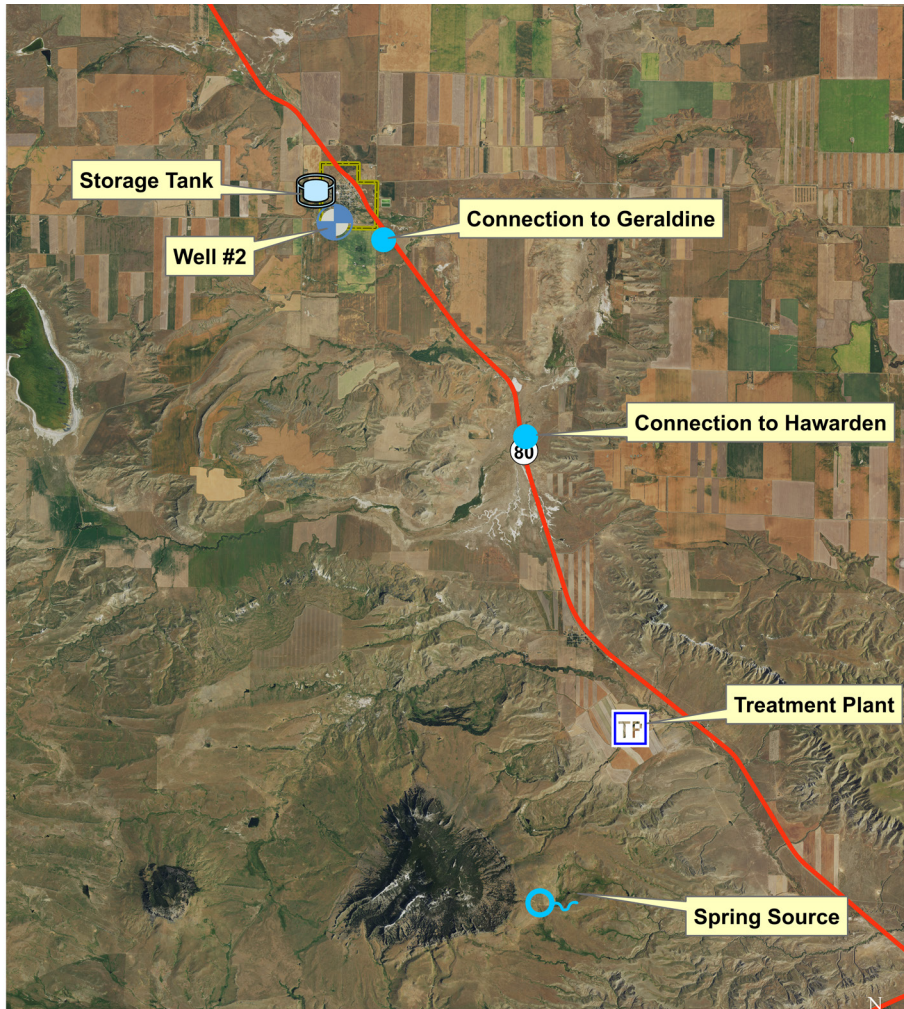 Storage Tank
Connection to Geraldine
Well #2
Connection to Hawarden
80
Treatment Plant
TP
Spring Source
N